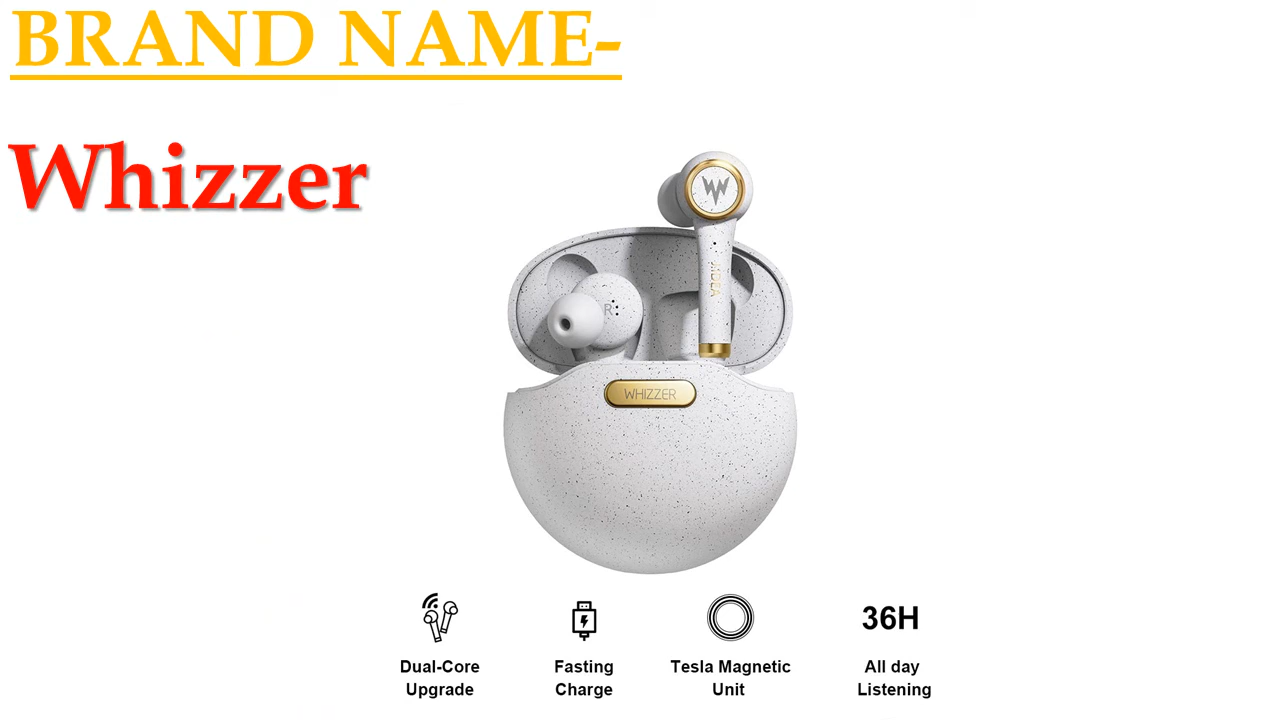 BRAND NAME-
Whizzer
R
WHIZZER
36H
Dual-Core
Upgrade
Fasting
Charge
Tesla Magnetic
Unit
All day
Listening